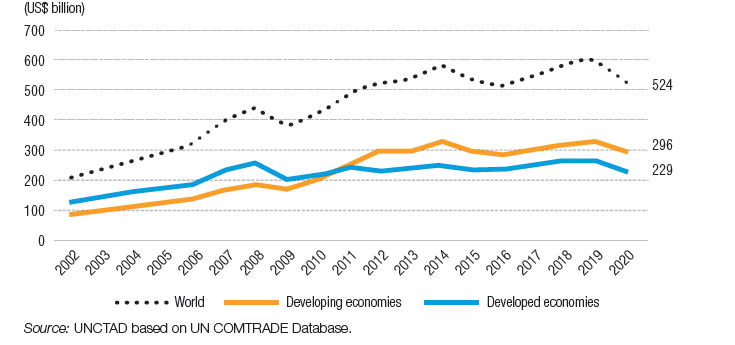 (US$ billion)
700
600
500
400
300
200
100
0
524
296
229
2002 2003 2004 2005 2006 2007 2008 2009 2010 2011 2012 2013 2014 2015 2016 2017 2018 2019 2020
World Developing economies Developed economies
Source: UNCTAD based on UN COMTRADE Database.